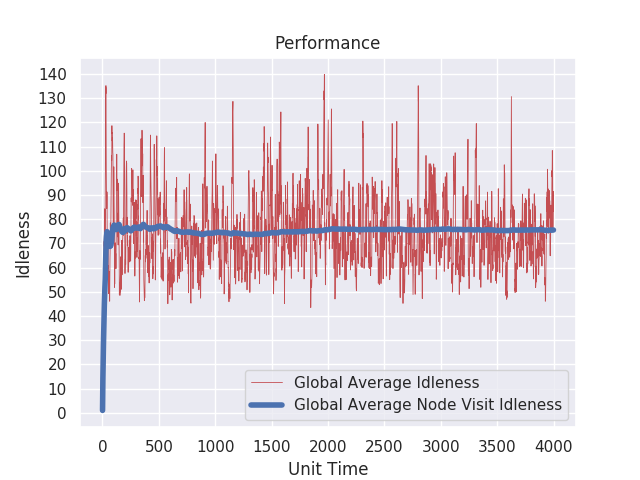 Performance
140
130
120
110
100
90
80
70
60
50
40
30
20
10
0
Idleness
Global Average Idleness
Global Average Node Visit Idleness
0 500 1000 1500 2000 2500 3000 3500 4000
Unit Time